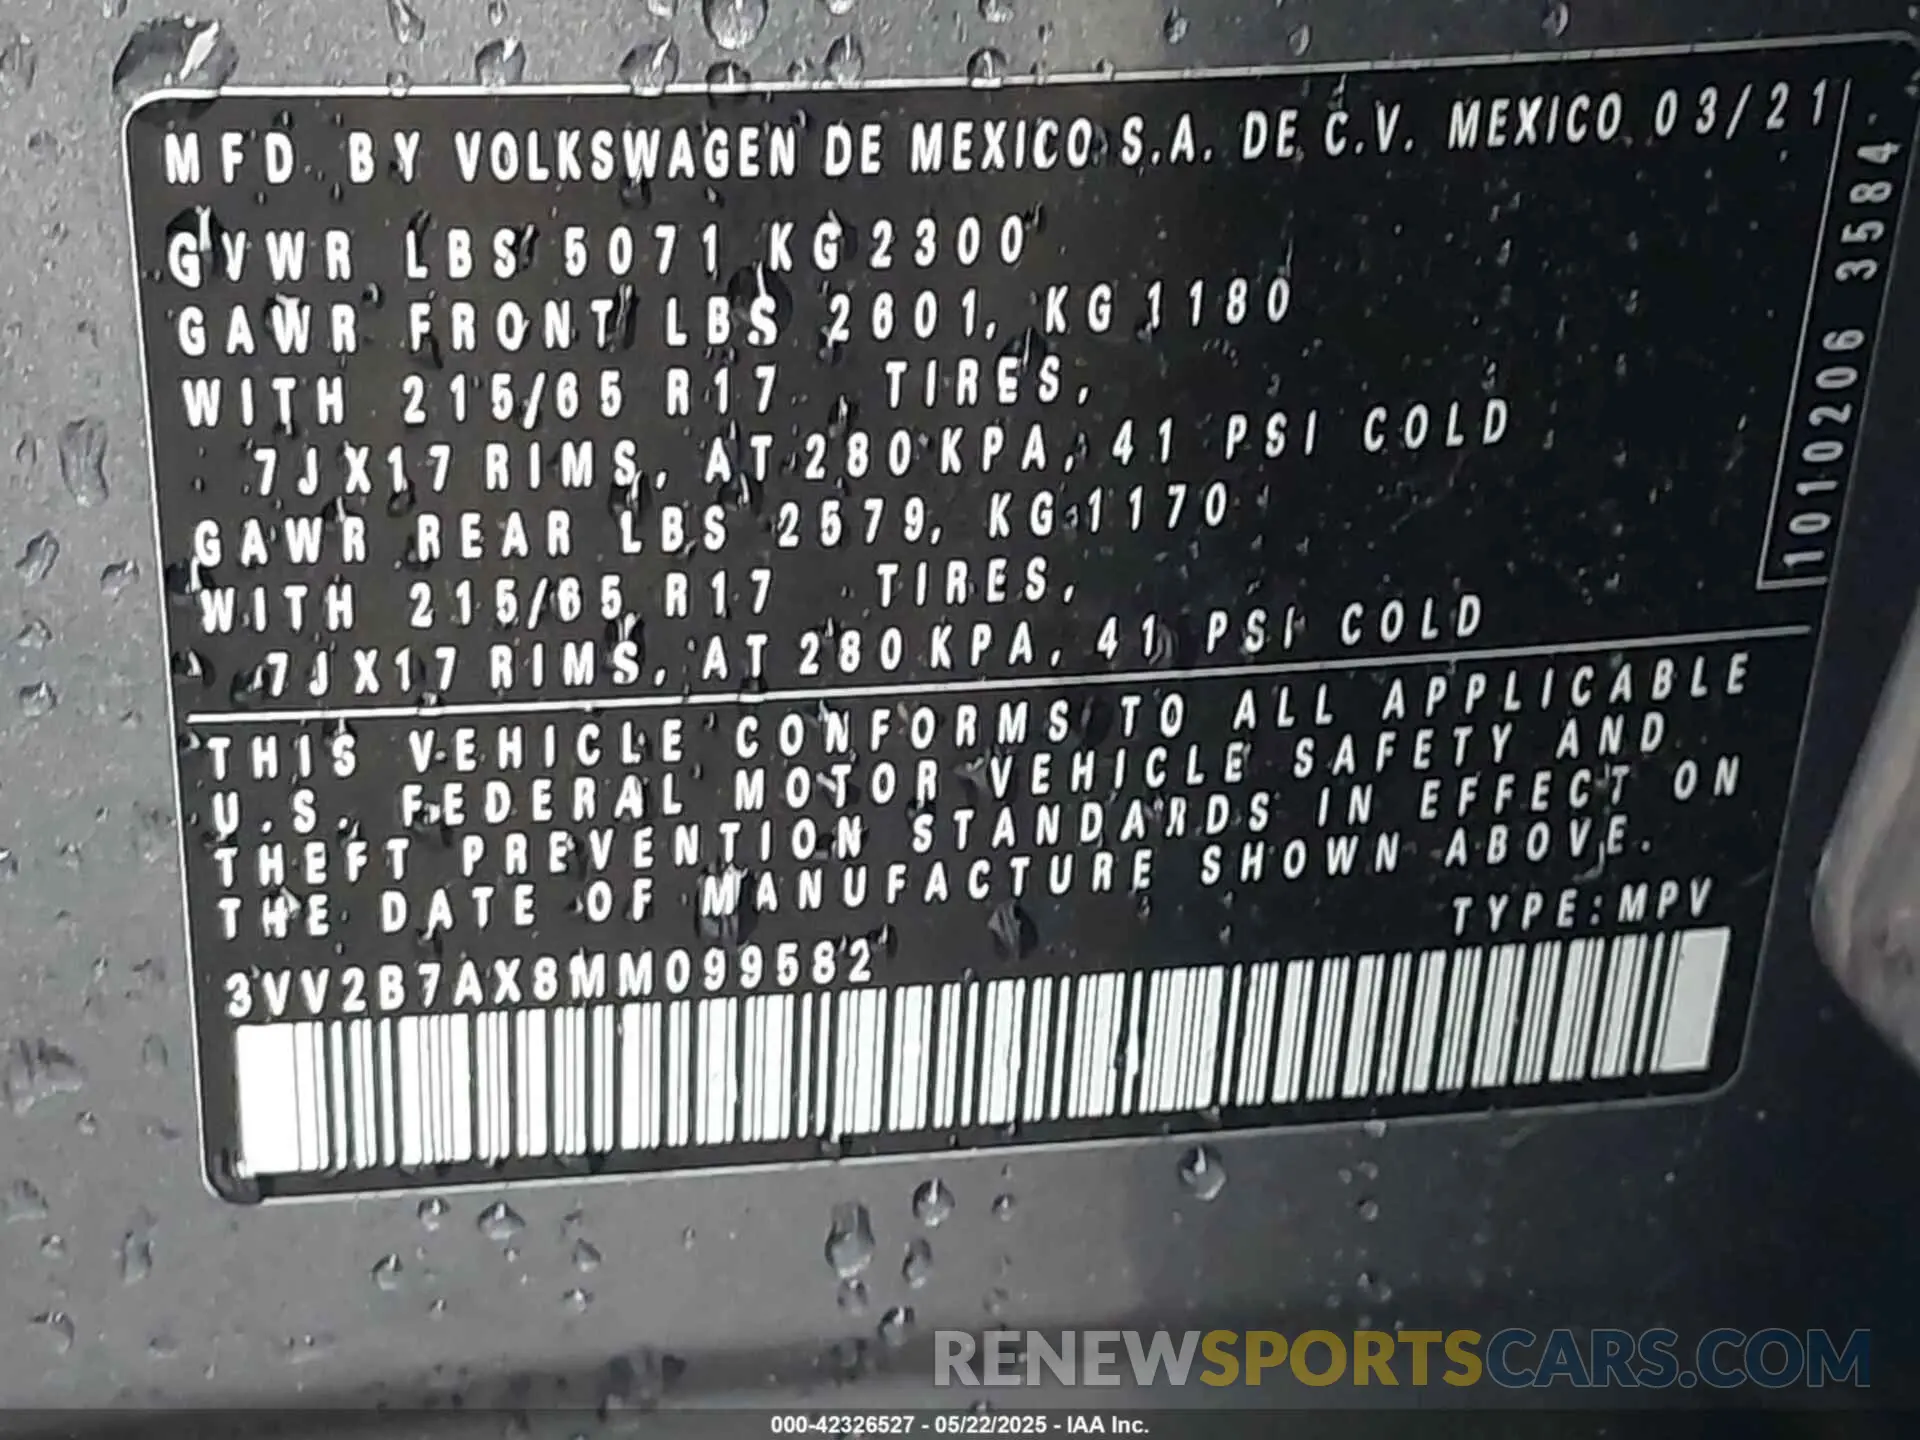 MFD. BY VOLKSWAGEN DE MEXICO S.A. DE C.V. MEXICO 03/21
GVWR LBS 5071 KG 2300
GAWR FRONT LBS 2601, KG 1180
WITH 215/65 R17 TIRES,
7JX17 RIMS, AT 280 KPA, 41 PSI COLD
GAWR REAR LBS 2579, KG 1170
WITH 215/65 R17 TIRES,
7JX17 RIMS, AT 280 KPA, 41 PSI COLD
1010206 3584
THIS VEHICLE CONFORMS TO ALL APPLICABLE
U.S. FEDERAL MOTOR VEHICLE SAFETY AND
THEFT PREVENTION STANDARDS IN EFFECT ON
THE DATE OF MANUFACTURE SHOWN ABOVE.
TYPE: MPV
3VV2B7AX8MM099582
RENEWSPORTSCARS.COM
000-42326527 - 05/22/2025 - IAA Inc.